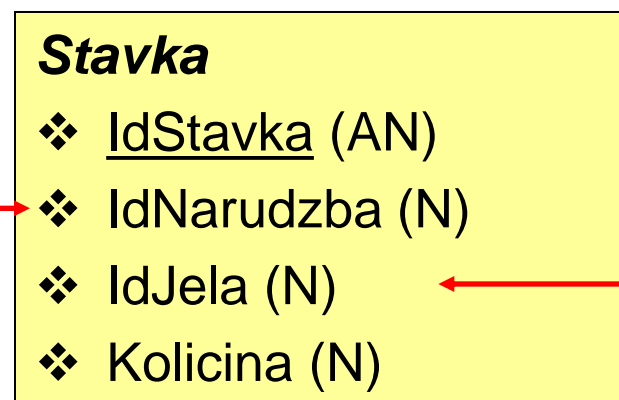 Stavka
❖ IdStavka (AN)
❖ IdNarudzba (N)
❖ IdJela (N)
❖ Kolicina (N)